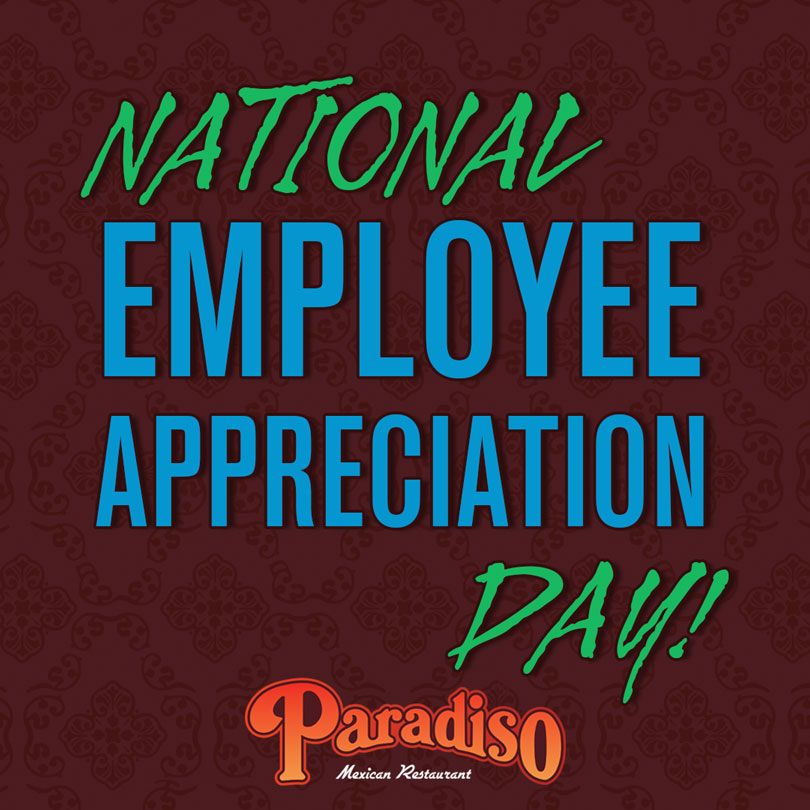 NATIONAL
EMPLOYEE
APPRECIATION
DAY!
Paradiso
Mexican Restaurant